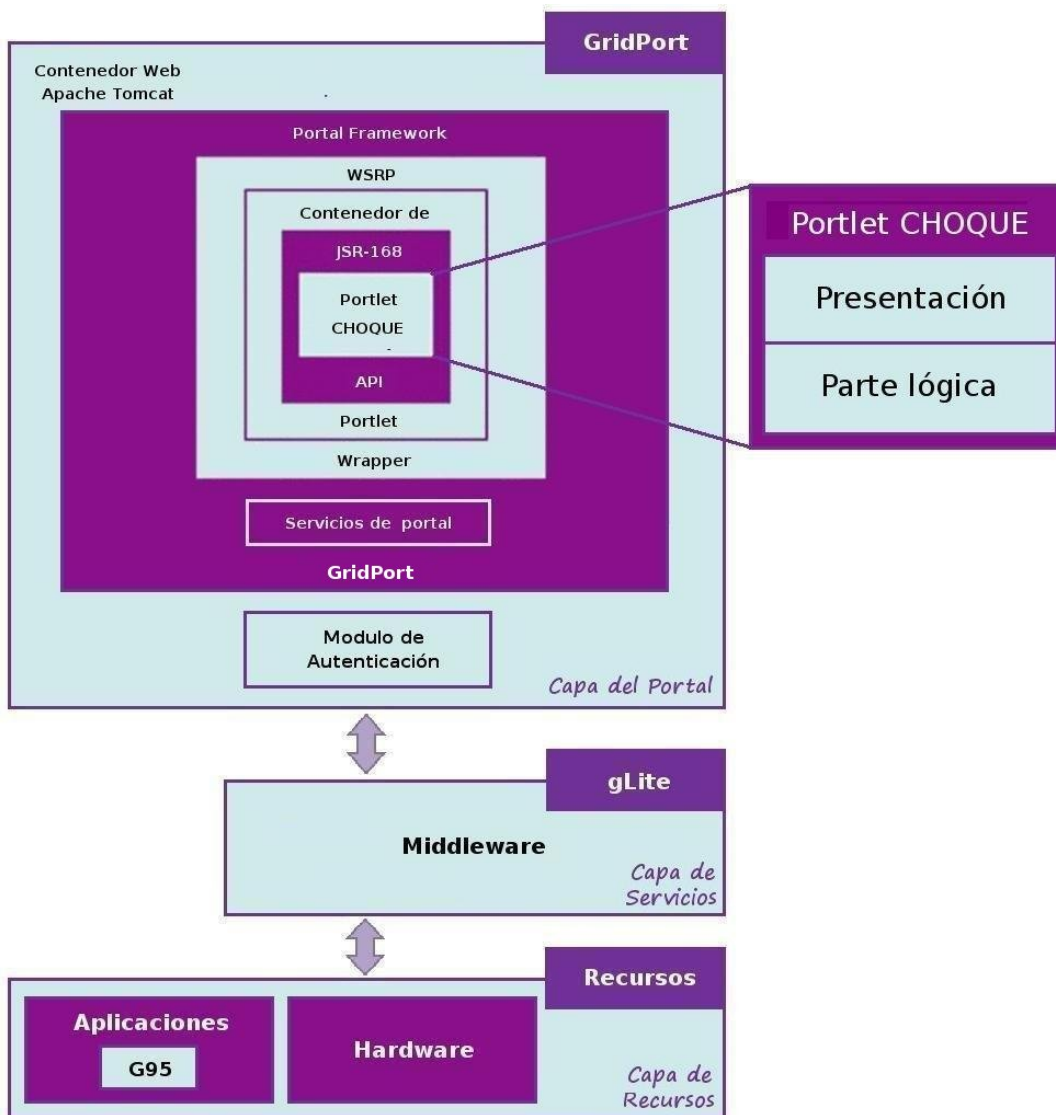 GridPort
Contenedor Web
Apache Tomcat
Portal Framework
WSRP
Contenedor de
JSR-168
Portlet
CHOQUE
API
Portlet
Wrapper
Servicios de portal
GridPort
Modulo de
Autenticación
Capa del Portal
Portlet CHOQUE
Presentación
Parte lógica
gLite
Middleware
Capa de
Servicios
Recursos
Aplicaciones
G95
Hardware
Capa de
Recursos